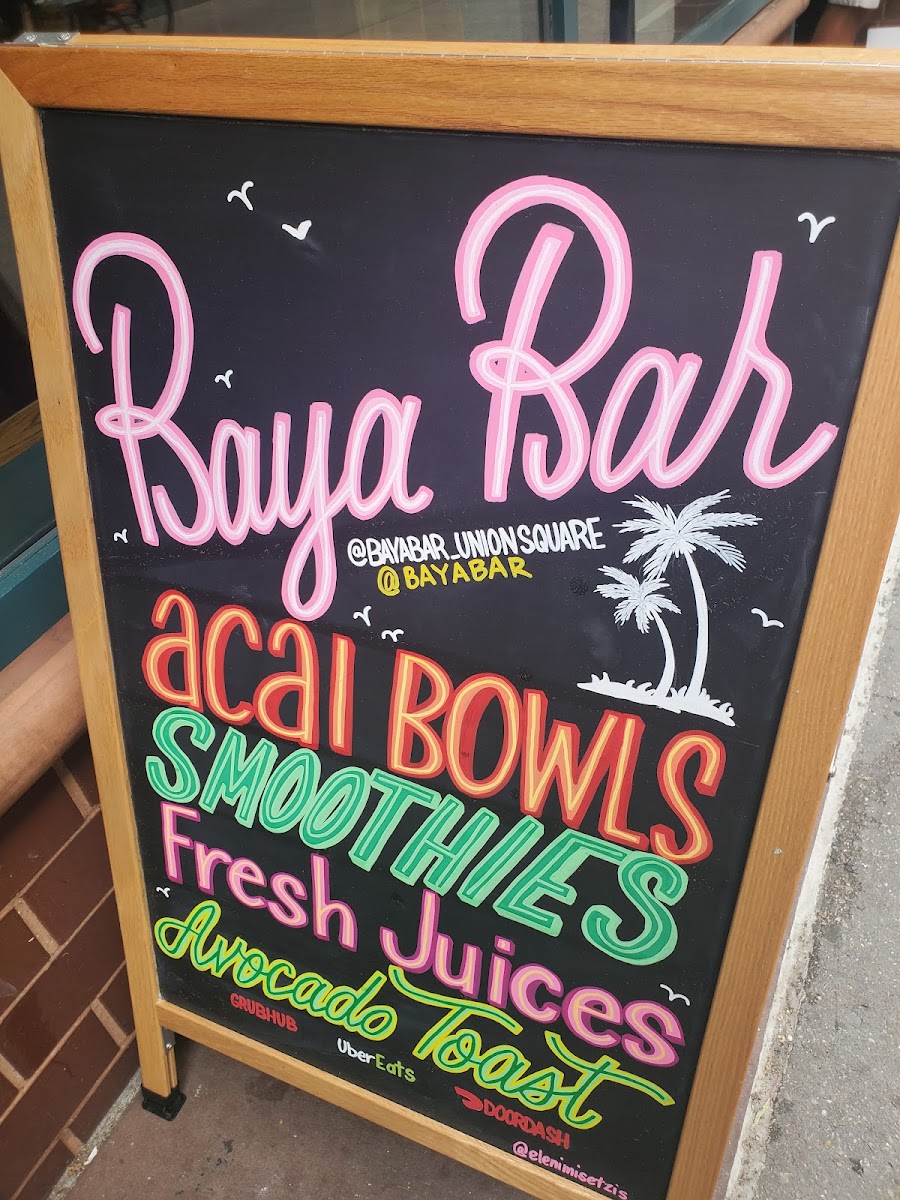 Baya Bar
@BAYABAR_UNIONSQUARE
@BAYABAR
acai BOWLS
SMOOTHIES
Fresh Juices
Avocado Toast
GRUBHUB
UberEats
DOORDASH
@elenimisetzis